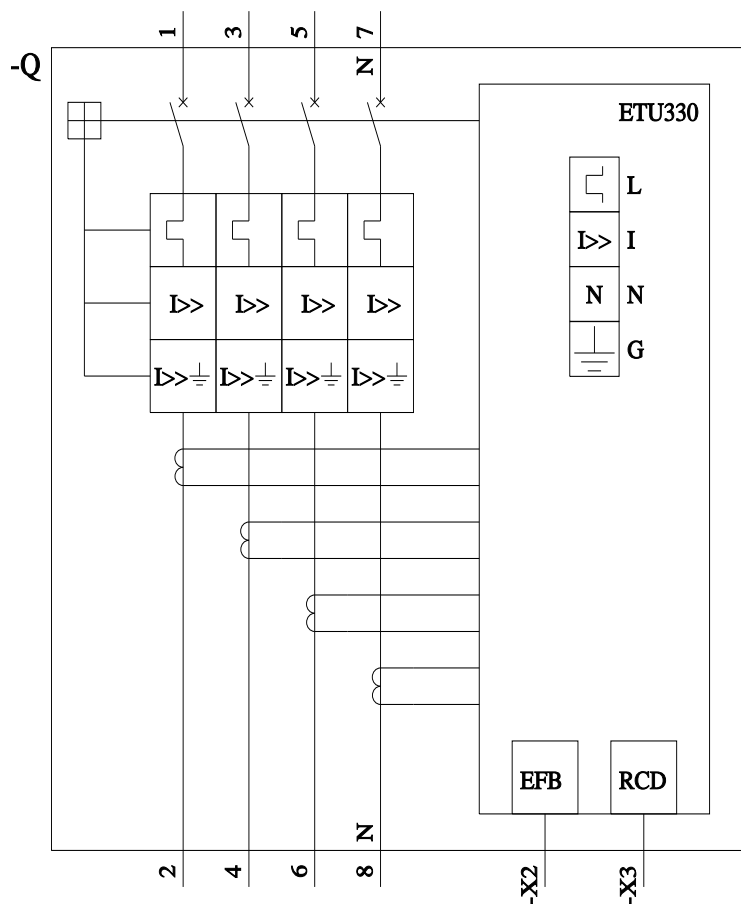 1 3 5 7
-Q
N
ETU330
L
I>> I
I>> I>> I>> I>>
N N
I>> I>> I>> I>> G
EFB RCD
N
2 4 6 8 -X2 -X3